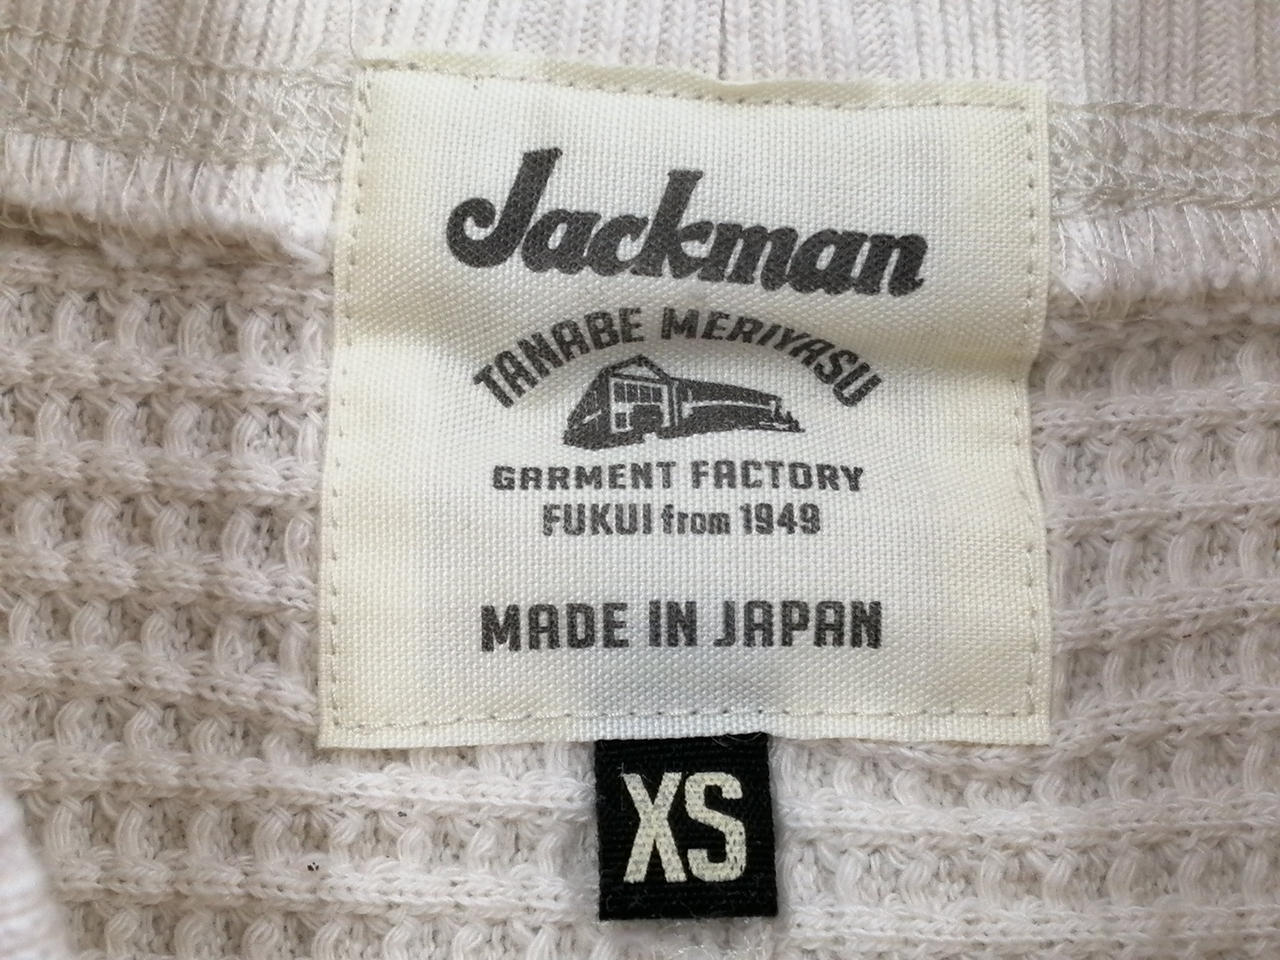 Jackman
TANABE MERIYASU
GARMENT FACTORY
FUKUI from 1949
MADE IN JAPAN
XS